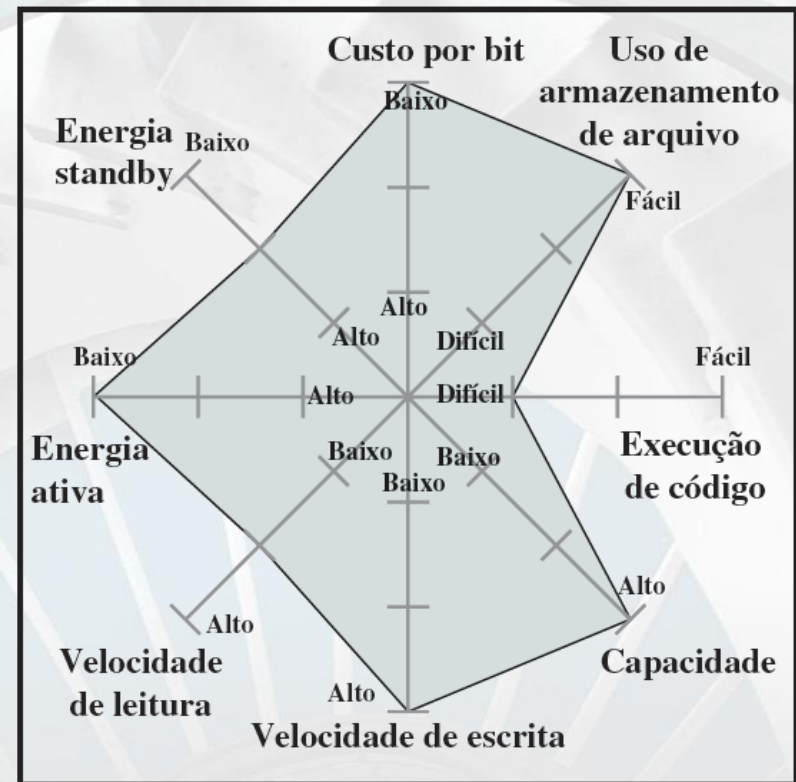 Custo por bit
Baixo
Uso de
armazenamento
de arquivo
Fácil
Energia
standby
Baixo
Alto
Alto
Difícil
Baixo
Alto
Difícil
Fácil
Energia
ativa
Execução
de código
Baixo
Baixo
Baixo
Alto
Alto
Velocidade
de leitura
Capacidade
Alto
Velocidade de escrita